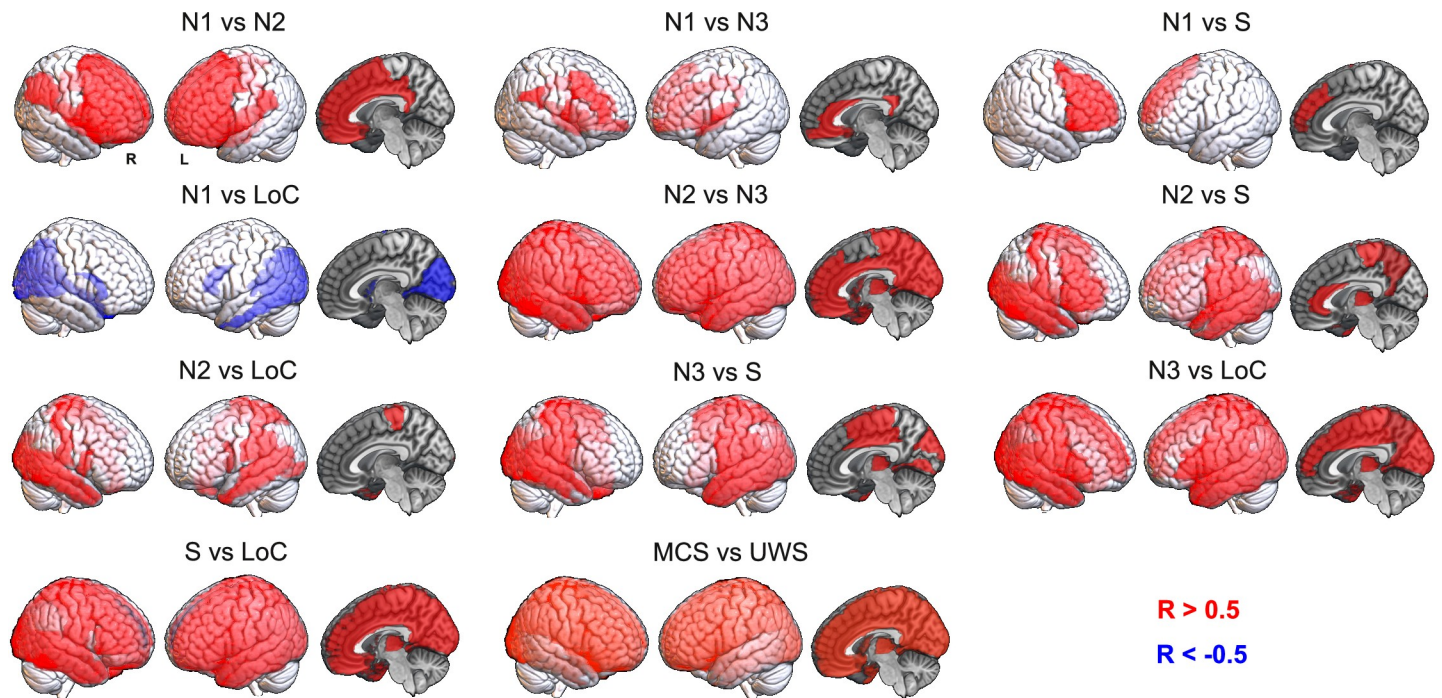 N1 vs N2
N1 vs N3
N1 vs S
R
L
N1 vs LoC
N2 vs N3
N2 vs S
N2 vs LoC
N3 vs S
N3 vs LoC
S vs LoC
MCS vs UWS
R > 0.5
R < -0.5